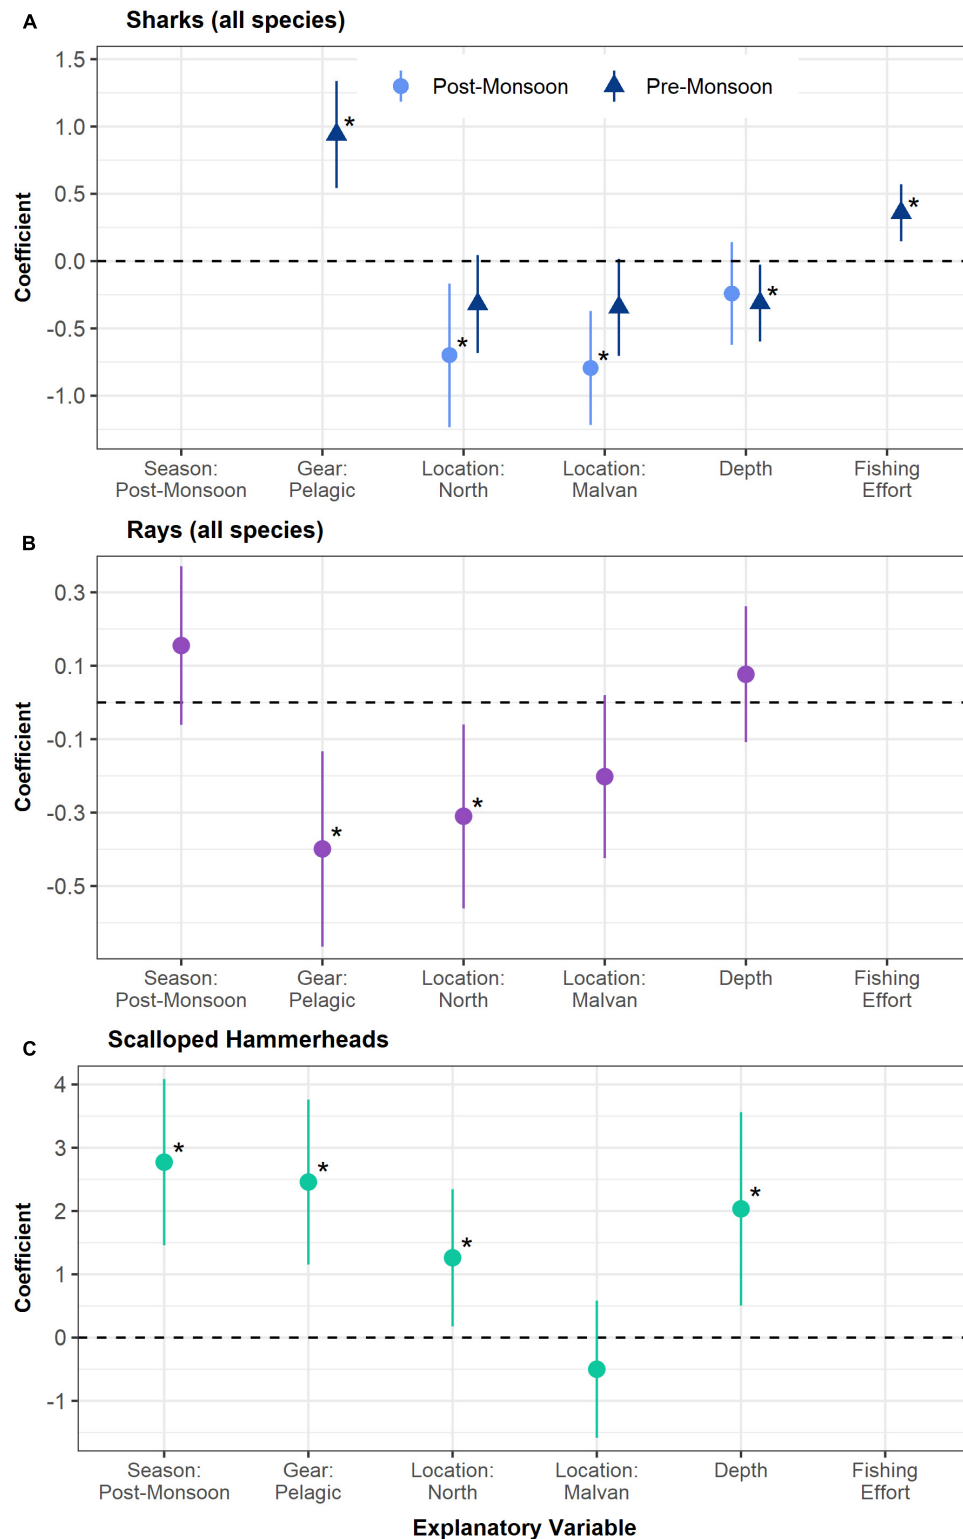 A
Sharks (all species)
Post-Monsoon
Pre-Monsoon
1.5
1.0
0.5
0.0
-0.5
-1.0
Coefficient
*
*
*
*
*
Season:
Post-Monsoon
Gear:
Pelagic
Location:
North
Location:
Malvan
Depth
Fishing
Effort
B
Rays (all species)
0.3
0.1
-0.1
-0.3
-0.5
Coefficient
*
*
Season:
Post-Monsoon
Gear:
Pelagic
Location:
North
Location:
Malvan
Depth
Fishing
Effort
C
Scalloped Hammerheads
4
3
2
1
0
-1
Coefficient
*
*
*
*
Season:
Post-Monsoon
Gear:
Pelagic
Location:
North
Location:
Malvan
Depth
Fishing
Effort
Explanatory Variable